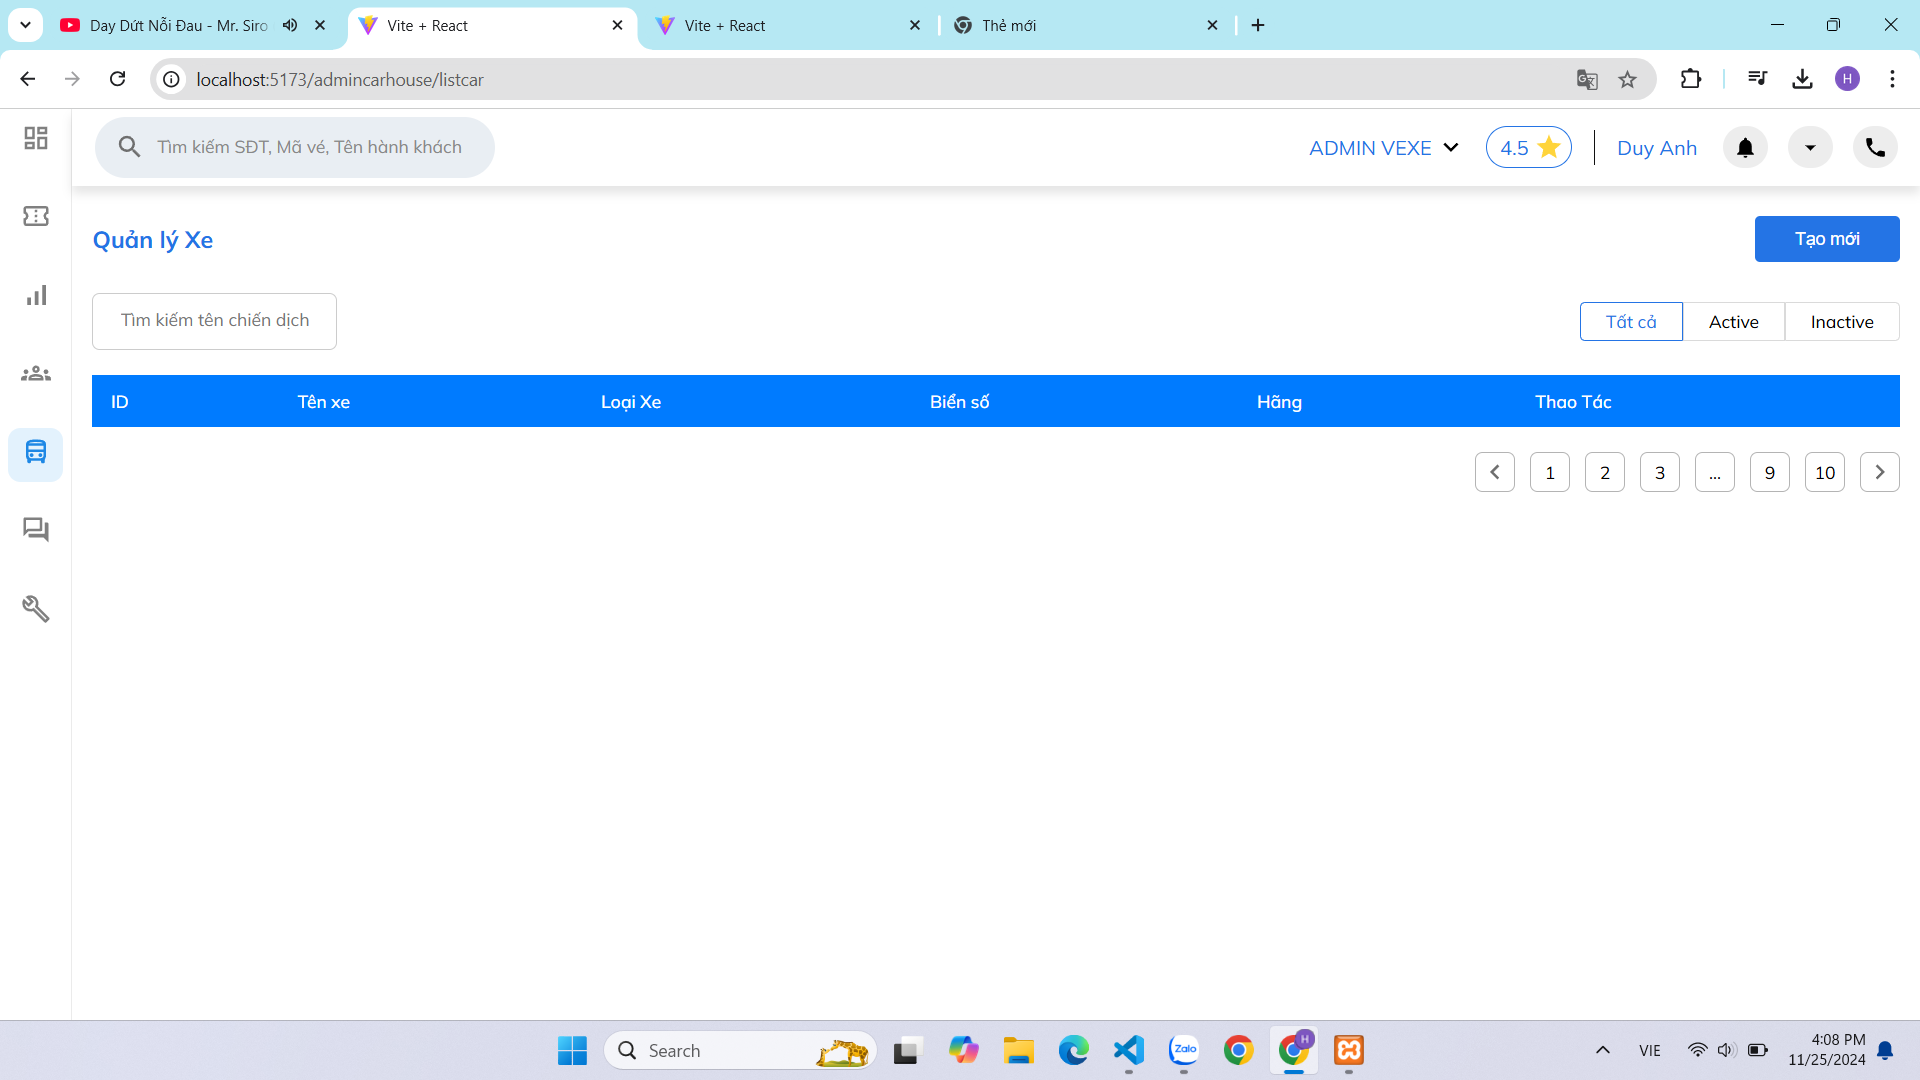 Day Dứt Nỗi Đau - Mr. Siro
Vite + React
Vite + React
Thẻ mới
localhost:5173/admincarhouse/listcar
H
Tìm kiếm SĐT, Mã vé, Tên hành khách
ADMIN VEXE
4.5
Duy Anh
Quản lý Xe
Tạo mới
Tìm kiếm tên chiến dịch
Tất cả
Active
Inactive
ID
Tên xe
Loại Xe
Biển số
Hãng
Thao Tác
1
2
3
...
9
10
Search
Zalo
H
VIE
4:08 PM
11/25/2024